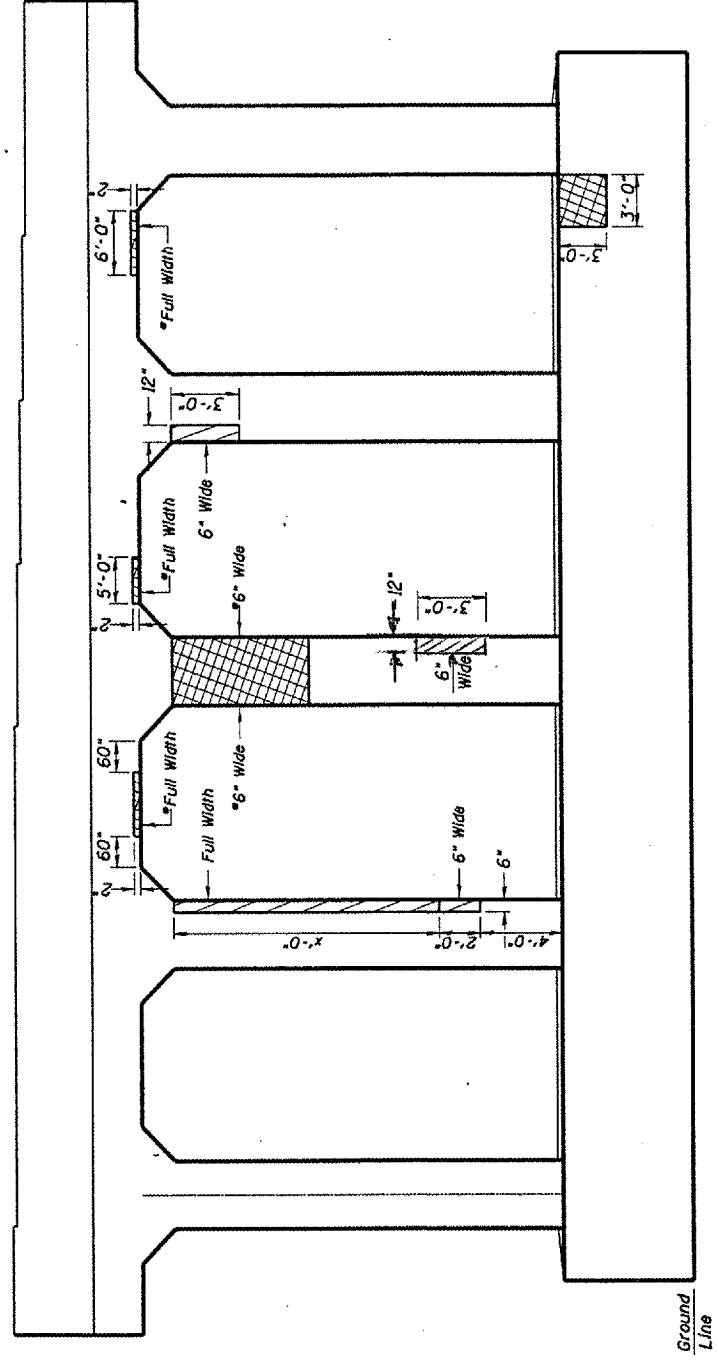 2"
6'-0"
*Full Width
3'-0"
3'-0"
12"
3'-0"
6" Wide
5'-0"
2"
*Full Width
*6" Wide
12"
3'-0"
6"
Wide
60"
60"
2"
*Full Width
*6" Wide
Full Width
6" Wide
6"
x'-0"
2'-0"
4'-0"
Ground
Line